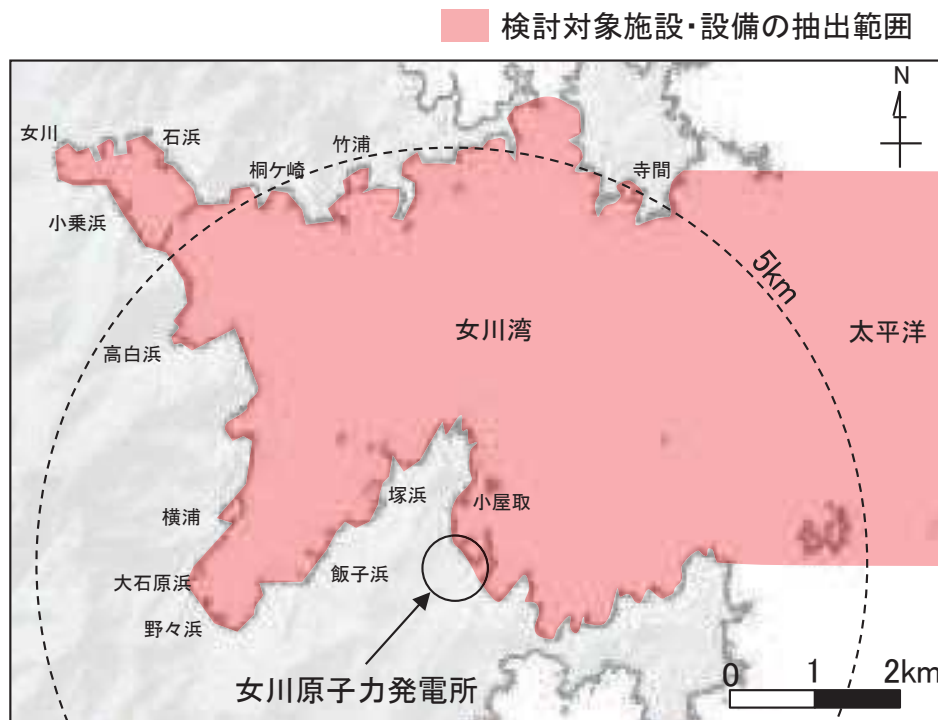 検討対象施設・設備の抽出範囲
N
女川
石浜
竹浦
桐ケ崎
寺間
小乗浜
5km
女川湾
太平洋
高白浜
塚浜
小屋取
横浦
飯子浜
大石原浜
野々浜
女川原子力発電所
0 1 2km